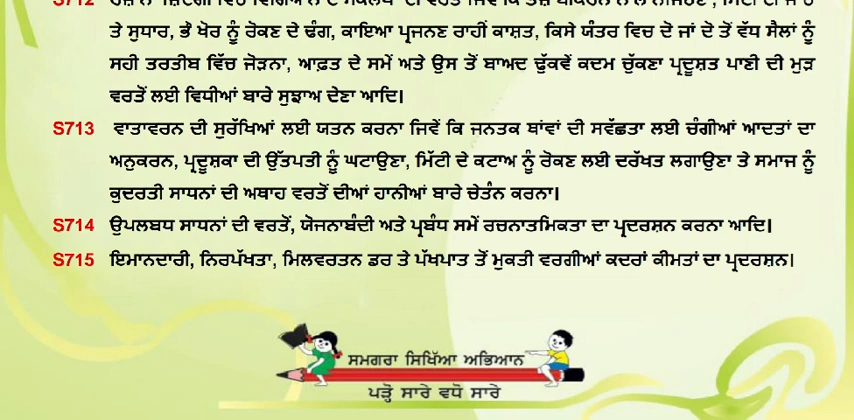 S712
ਤੇ ਸੁਧਾਰ, ਭੋਂ ਖੋਰ ਨੂੰ ਰੋਕਣ ਦੇ ਢੰਗ, ਕਾਇਆ ਪ੍ਰਜਨਣ ਰਾਹੀਂ ਕਾਸ਼ਤ, ਕਿਸੇ ਯੰਤਰ ਵਿਚ ਦੋ ਜਾਂ ਦੋ ਤੋਂ ਵੱਧ ਸੈਲਾਂ ਨੂੰ
ਸਹੀ ਤਰਤੀਬ ਵਿੱਚ ਜੋੜਨਾ, ਆਫ਼ਤ ਦੇ ਸਮੇਂ ਅਤੇ ਉਸ ਤੋਂ ਬਾਅਦ ਢੁੱਕਵੇਂ ਕਦਮ ਚੁੱਕਣਾ ਪ੍ਰਦੂਸ਼ਤ ਪਾਣੀ ਦੀ ਮੁੜ
ਵਰਤੋਂ ਲਈ ਵਿਧੀਆਂ ਬਾਰੇ ਸੁਝਾਅ ਦੇਣਾ ਆਦਿ।
S713 ਵਾਤਾਵਰਨ ਦੀ ਸੁਰੱਖਿਆ ਲਈ ਯਤਨ ਕਰਨਾ ਜਿਵੇਂ ਕਿ ਜਨਤਕ ਥਾਂਵਾਂ ਦੀ ਸਵੱਛਤਾ ਲਈ ਚੰਗੀਆਂ ਆਦਤਾਂ ਦਾ
ਅਨੁਕਰਨ, ਪ੍ਰਦੂਸ਼ਕਾ ਦੀ ਉੱਤਪਤੀ ਨੂੰ ਘਟਾਉਣਾ, ਮਿੱਟੀ ਦੇ ਕਟਾਅ ਨੂੰ ਰੋਕਣ ਲਈ ਦਰੱਖਤ ਲਗਾਉਣਾ ਤੇ ਸਮਾਜ ਨੂੰ
ਕੁਦਰਤੀ ਸਾਧਨਾਂ ਦੀ ਅਥਾਹ ਵਰਤੋਂ ਦੀਆਂ ਹਾਨੀਆਂ ਬਾਰੇ ਚੇਤੰਨ ਕਰਨਾ।
S714 ਉਪਲਬਧ ਸਾਧਨਾਂ ਦੀ ਵਰਤੋਂ, ਯੋਜਨਾਬੰਦੀ ਅਤੇ ਪ੍ਰਬੰਧ ਸਮੇਂ ਰਚਨਾਤਮਿਕਤਾ ਦਾ ਪ੍ਰਦਰਸ਼ਨ ਕਰਨਾ ਆਦਿ।
S715 ਇਮਾਨਦਾਰੀ, ਨਿਰਪੱਖਤਾ, ਮਿਲਵਰਤਨ ਡਰ ਤੇ ਪੱਖਪਾਤ ਤੋਂ ਮੁਕਤੀ ਵਰਗੀਆਂ ਕਦਰਾਂ ਕੀਮਤਾਂ ਦਾ ਪ੍ਰਦਰਸ਼ਨ।
ਸਮਗਰਾ ਸਿਖਿੱਆ ਅਭਿਆਨ
ਪੜ੍ਹੋ ਸਾਰੇ ਵਧੋ ਸਾਰੇ